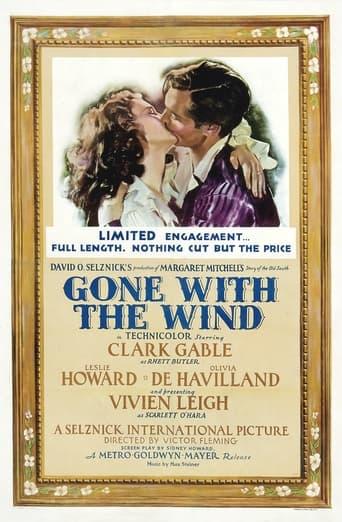 LIMITED ENGAGEMENT...
FULL LENGTH. NOTHING CUT BUT THE PRICE
DAVID O. SELZNICK'S production of MARGARET MITCHELL'S Story of the Old South
GONE WITH
THE WIND
in TECHNICOLOR Starring
CLARK GABLE
as RHETT BUTLER
LESLIE HOWARD OLIVIA DE HAVILLAND
and presenting
VIVIEN LEIGH
as SCARLETT O'HARA
A SELZNICK INTERNATIONAL PICTURE
DIRECTED BY VICTOR FLEMING
SCREEN PLAY BY SIDNEY HOWARD
A METRO-GOLDWYN-MAYER Release
Music by Max Steiner